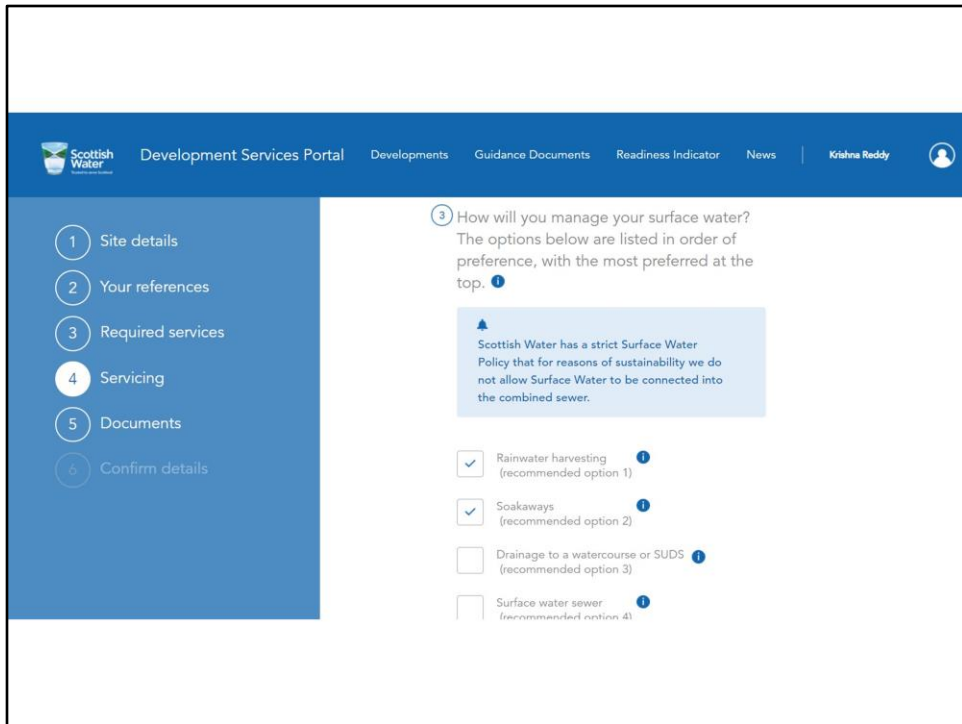 Scottish
Water
Development Services Portal
Developments
Guidance Documents
Readiness Indicator
News
Krishna Reddy
1 Site details
2 Your references
3 Required services
4 Servicing
5 Documents
6 Confirm details
3 How will you manage your surface water?
The options below are listed in order of
preference, with the most preferred at the
top.
Scottish Water has a strict Surface Water
Policy that for reasons of sustainability we do
not allow Surface Water to be connected into
the combined sewer.
Rainwater harvesting
(recommended option 1)
Soakaways
(recommended option 2)
Drainage to a watercourse or SUDS
(recommended option 3)
Surface water sewer
(recommended option 4)